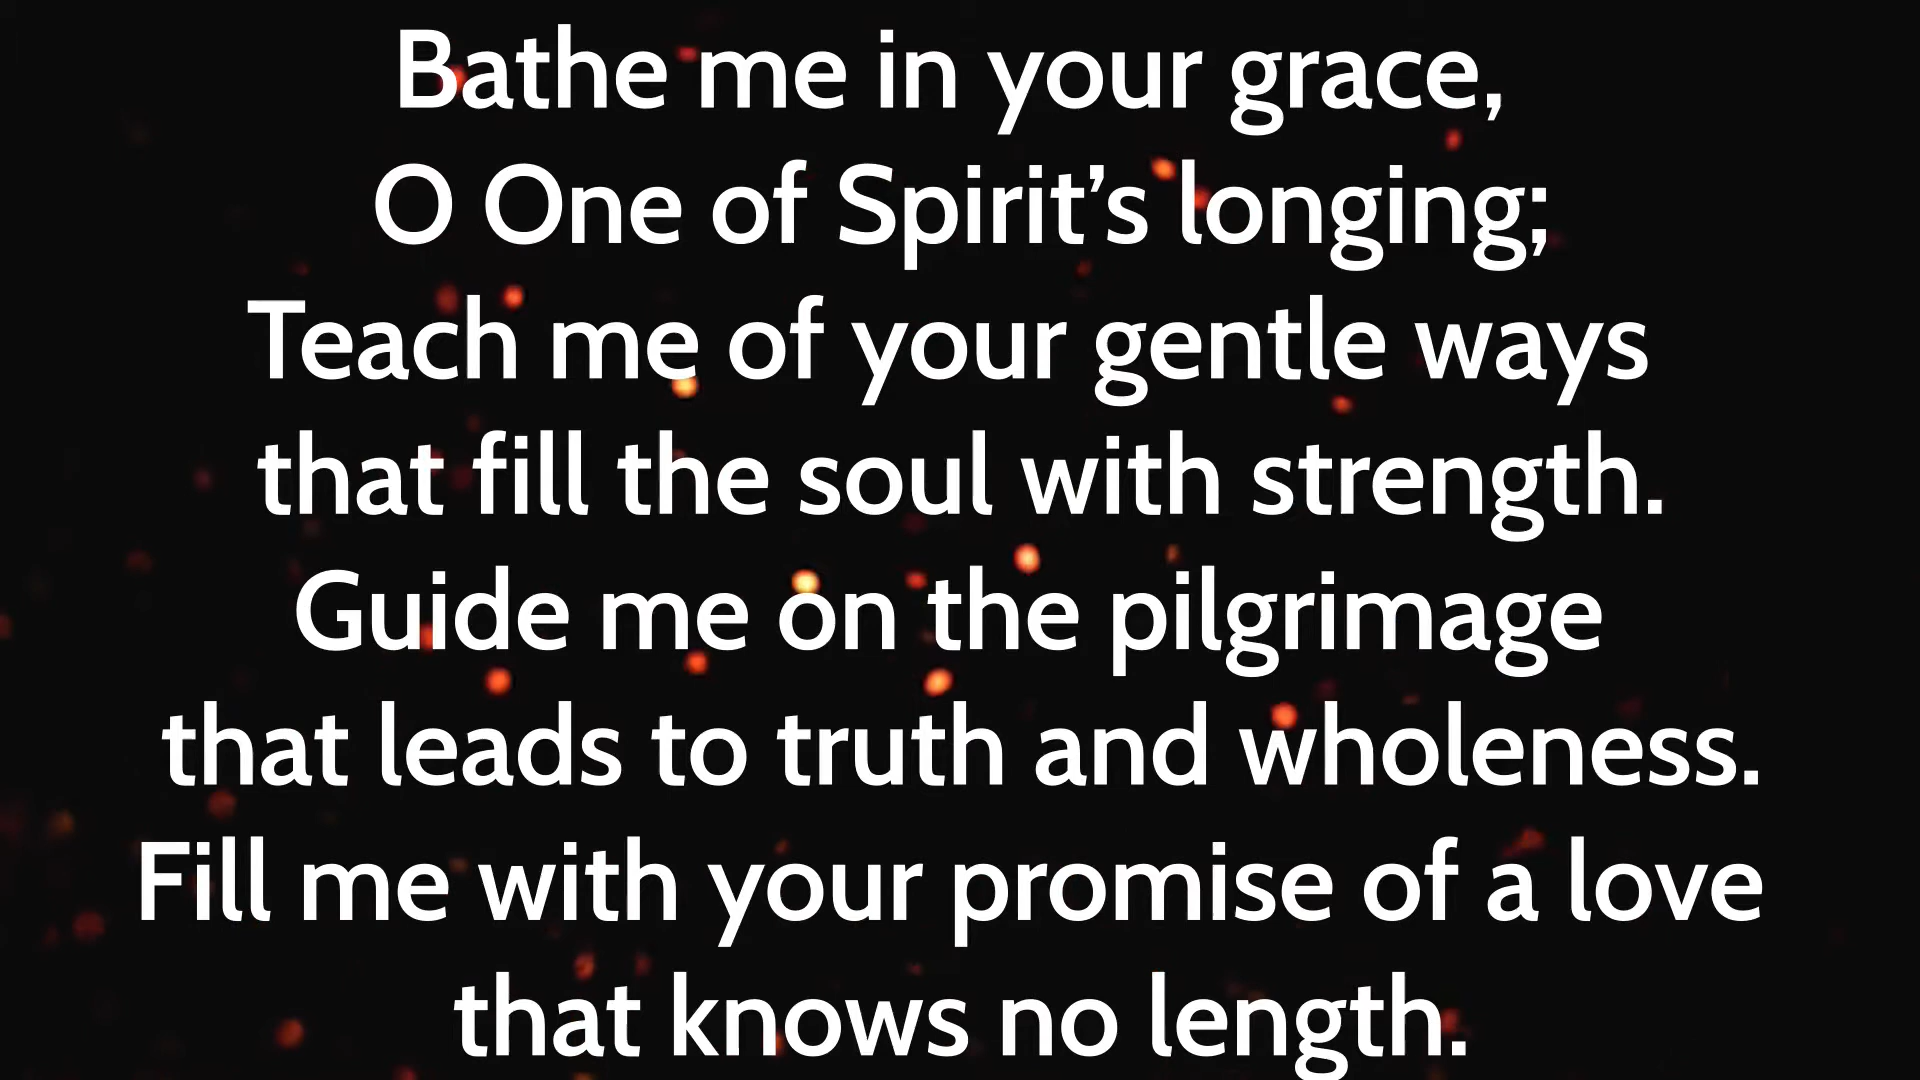 Bathe me in your grace,
O One of Spirit’s longing;
Teach me of your gentle ways
that fill the soul with strength.
Guide me on the pilgrimage
that leads to truth and wholeness.
Fill me with your promise of a love
that knows no length.